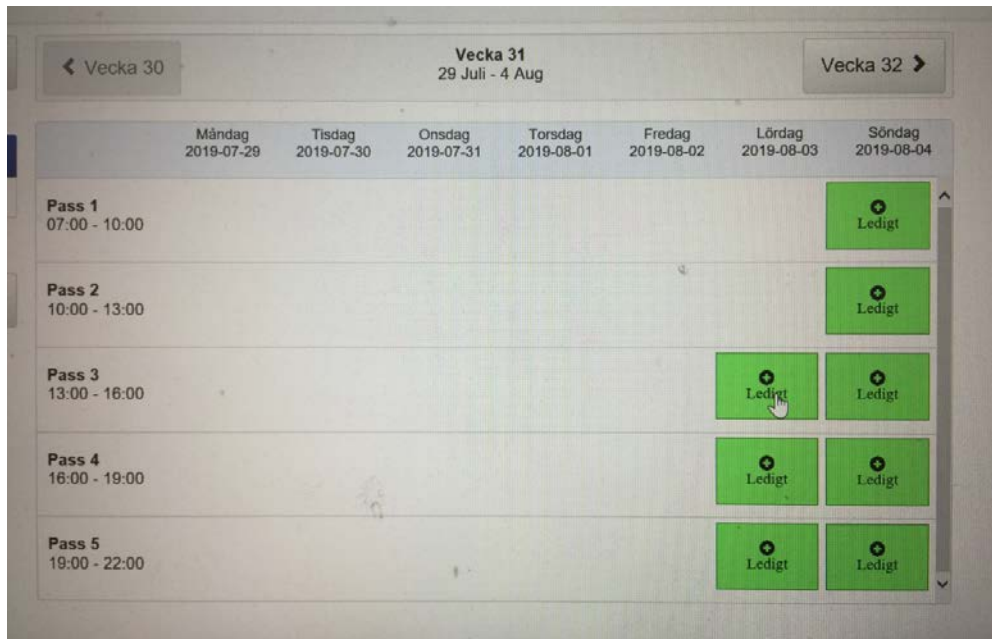 Vecka 30
Vecka 31
29 Juli - 4 Aug
Vecka 32
Måndag
2019-07-29
Tisdag
2019-07-30
Onsdag
2019-07-31
Torsdag
2019-08-01
Fredag
2019-08-02
Lördag
2019-08-03
Söndag
2019-08-04
Pass 1
07:00 - 10:00
Ledigt
Pass 2
10:00 - 13:00
Ledigt
Pass 3
13:00 - 16:00
Ledigt
Ledigt
Pass 4
16:00 - 19:00
Ledigt
Ledigt
Pass 5
19:00 - 22:00
Ledigt
Ledigt